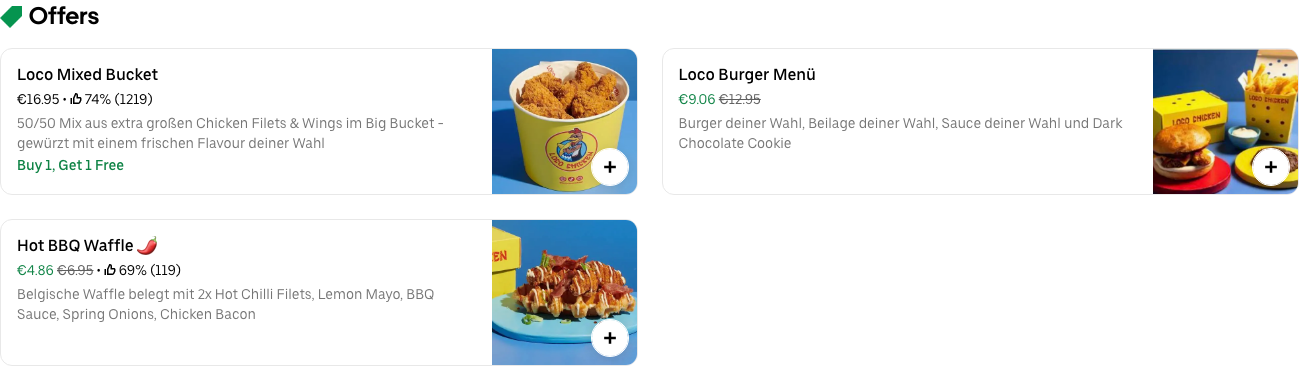 Offers
Loco Mixed Bucket
€16.95 • 74% (1219)
50/50 Mix aus extra großen Chicken Filets & Wings im Big Bucket -
gewürzt mit einem frischen Flavour deiner Wahl
Buy 1, Get 1 Free
LOCO CHICKEN
Loco Burger Menü
€9.06 €12.95
Burger deiner Wahl, Beilage deiner Wahl, Sauce deiner Wahl und Dark
Chocolate Cookie
LOCO CHICKEN
LOCO CHICKEN
Hot BBQ Waffle
€4.86 €6.95 • 69% (119)
Belgische Waffle belegt mit 2x Hot Chilli Filets, Lemon Mayo, BBQ
Sauce, Spring Onions, Chicken Bacon
KEN